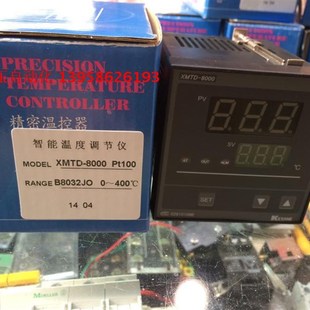 PRECISION
TEMPERATURE
CONTROLLER
精密温控器
13958626193
智能温度调节仪
MODEL XMTD-8000 Pt100
RANGE B8032JO 0~400℃
14 04
XMTD-8000
PV
888
SV
888
℃
SET